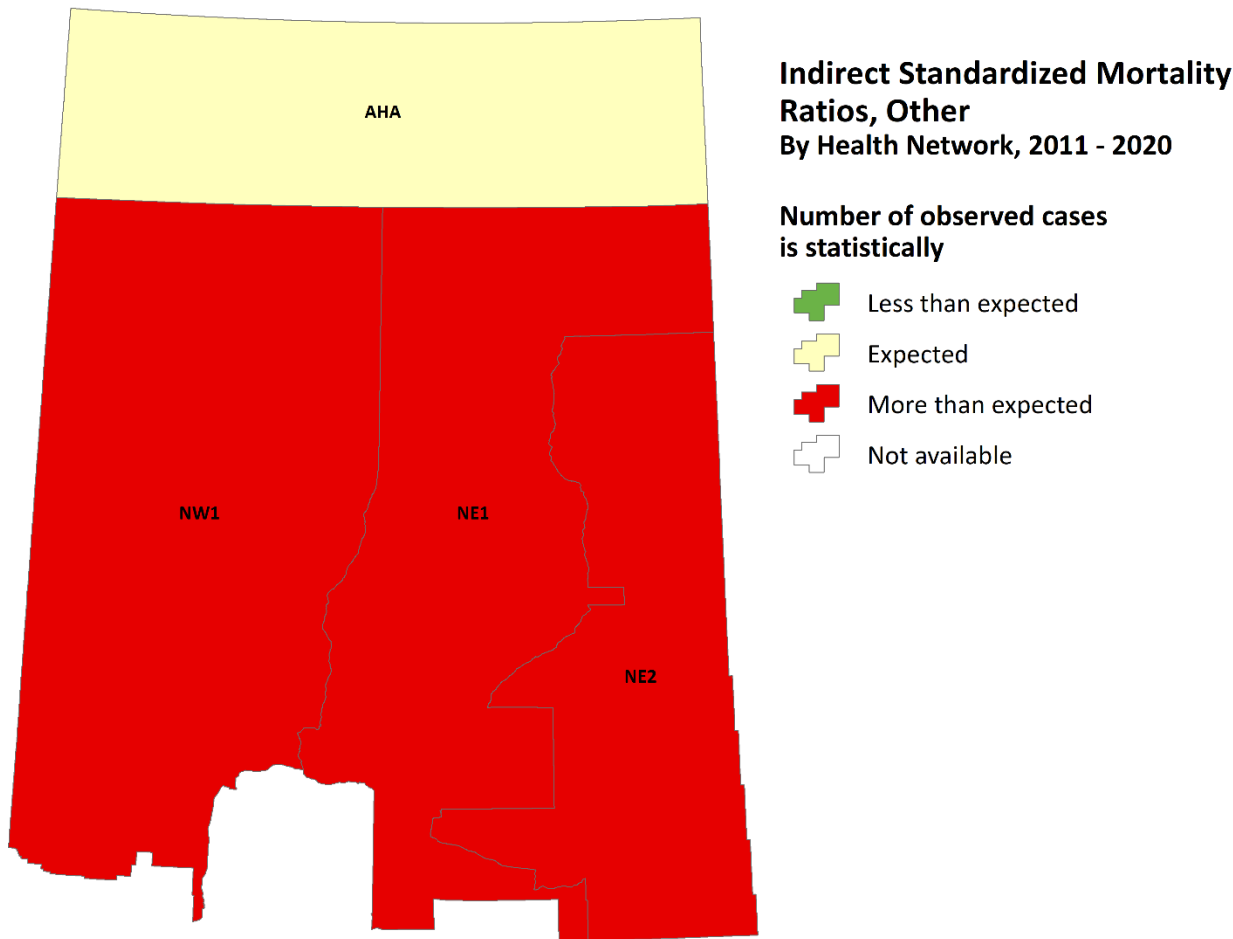 Indirect Standardized Mortality
Ratios, Other
By Health Network, 2011 - 2020
Number of observed cases
is statistically
Less than expected
Expected
More than expected
Not available
AHA
NW1
NE1
NE2